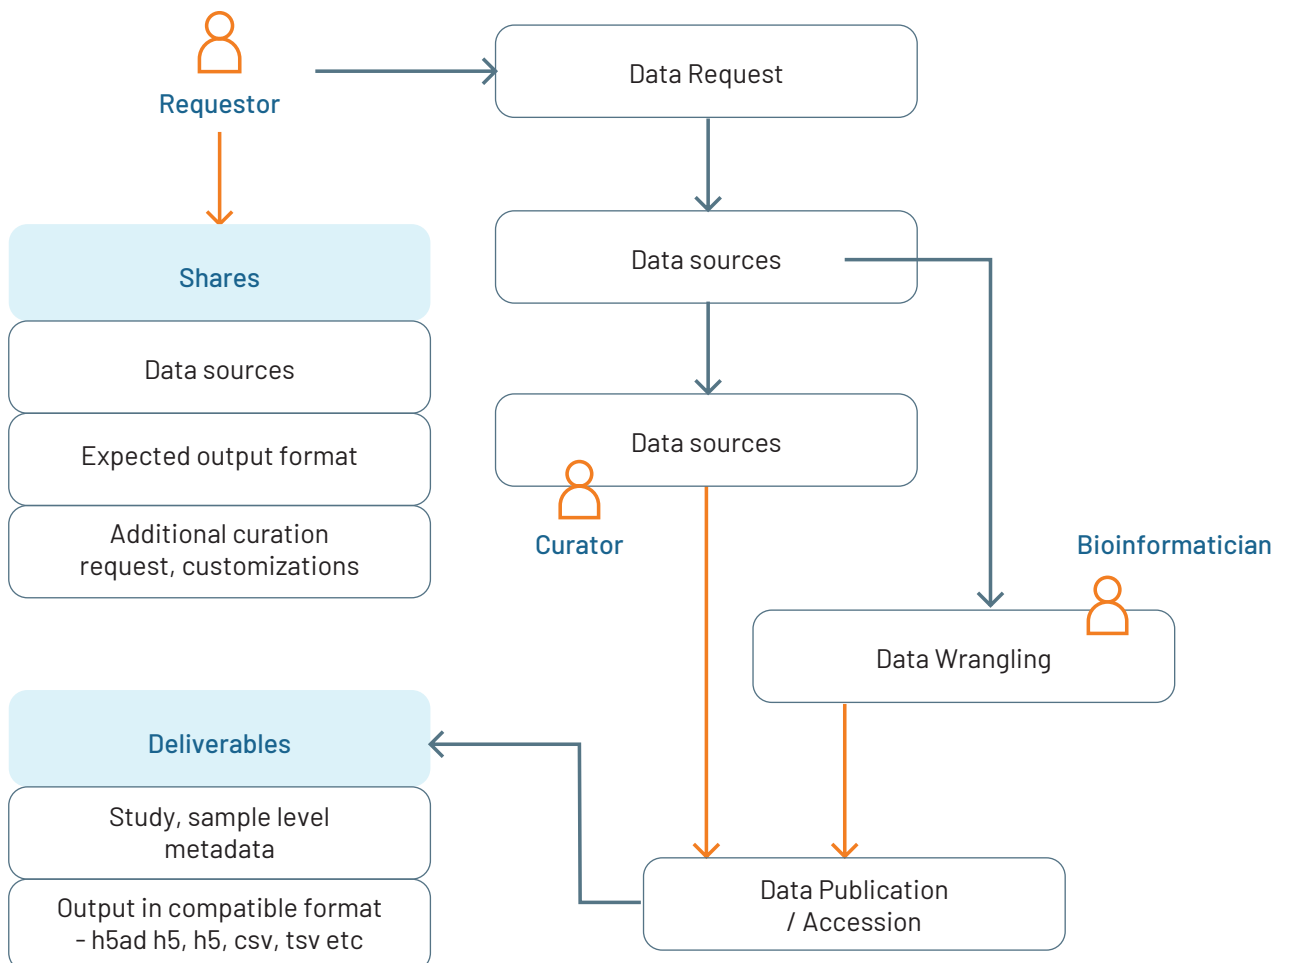 Requestor
Data Request
Shares
Data sources
Expected output format
Additional curation
request, customizations
Data sources
Data sources
Curator
Bioinformatician
Data Wrangling
Deliverables
Study, sample level
metadata
Output in compatible format
- h5ad h5, h5, csv, tsv etc
Data Publication
/ Accession